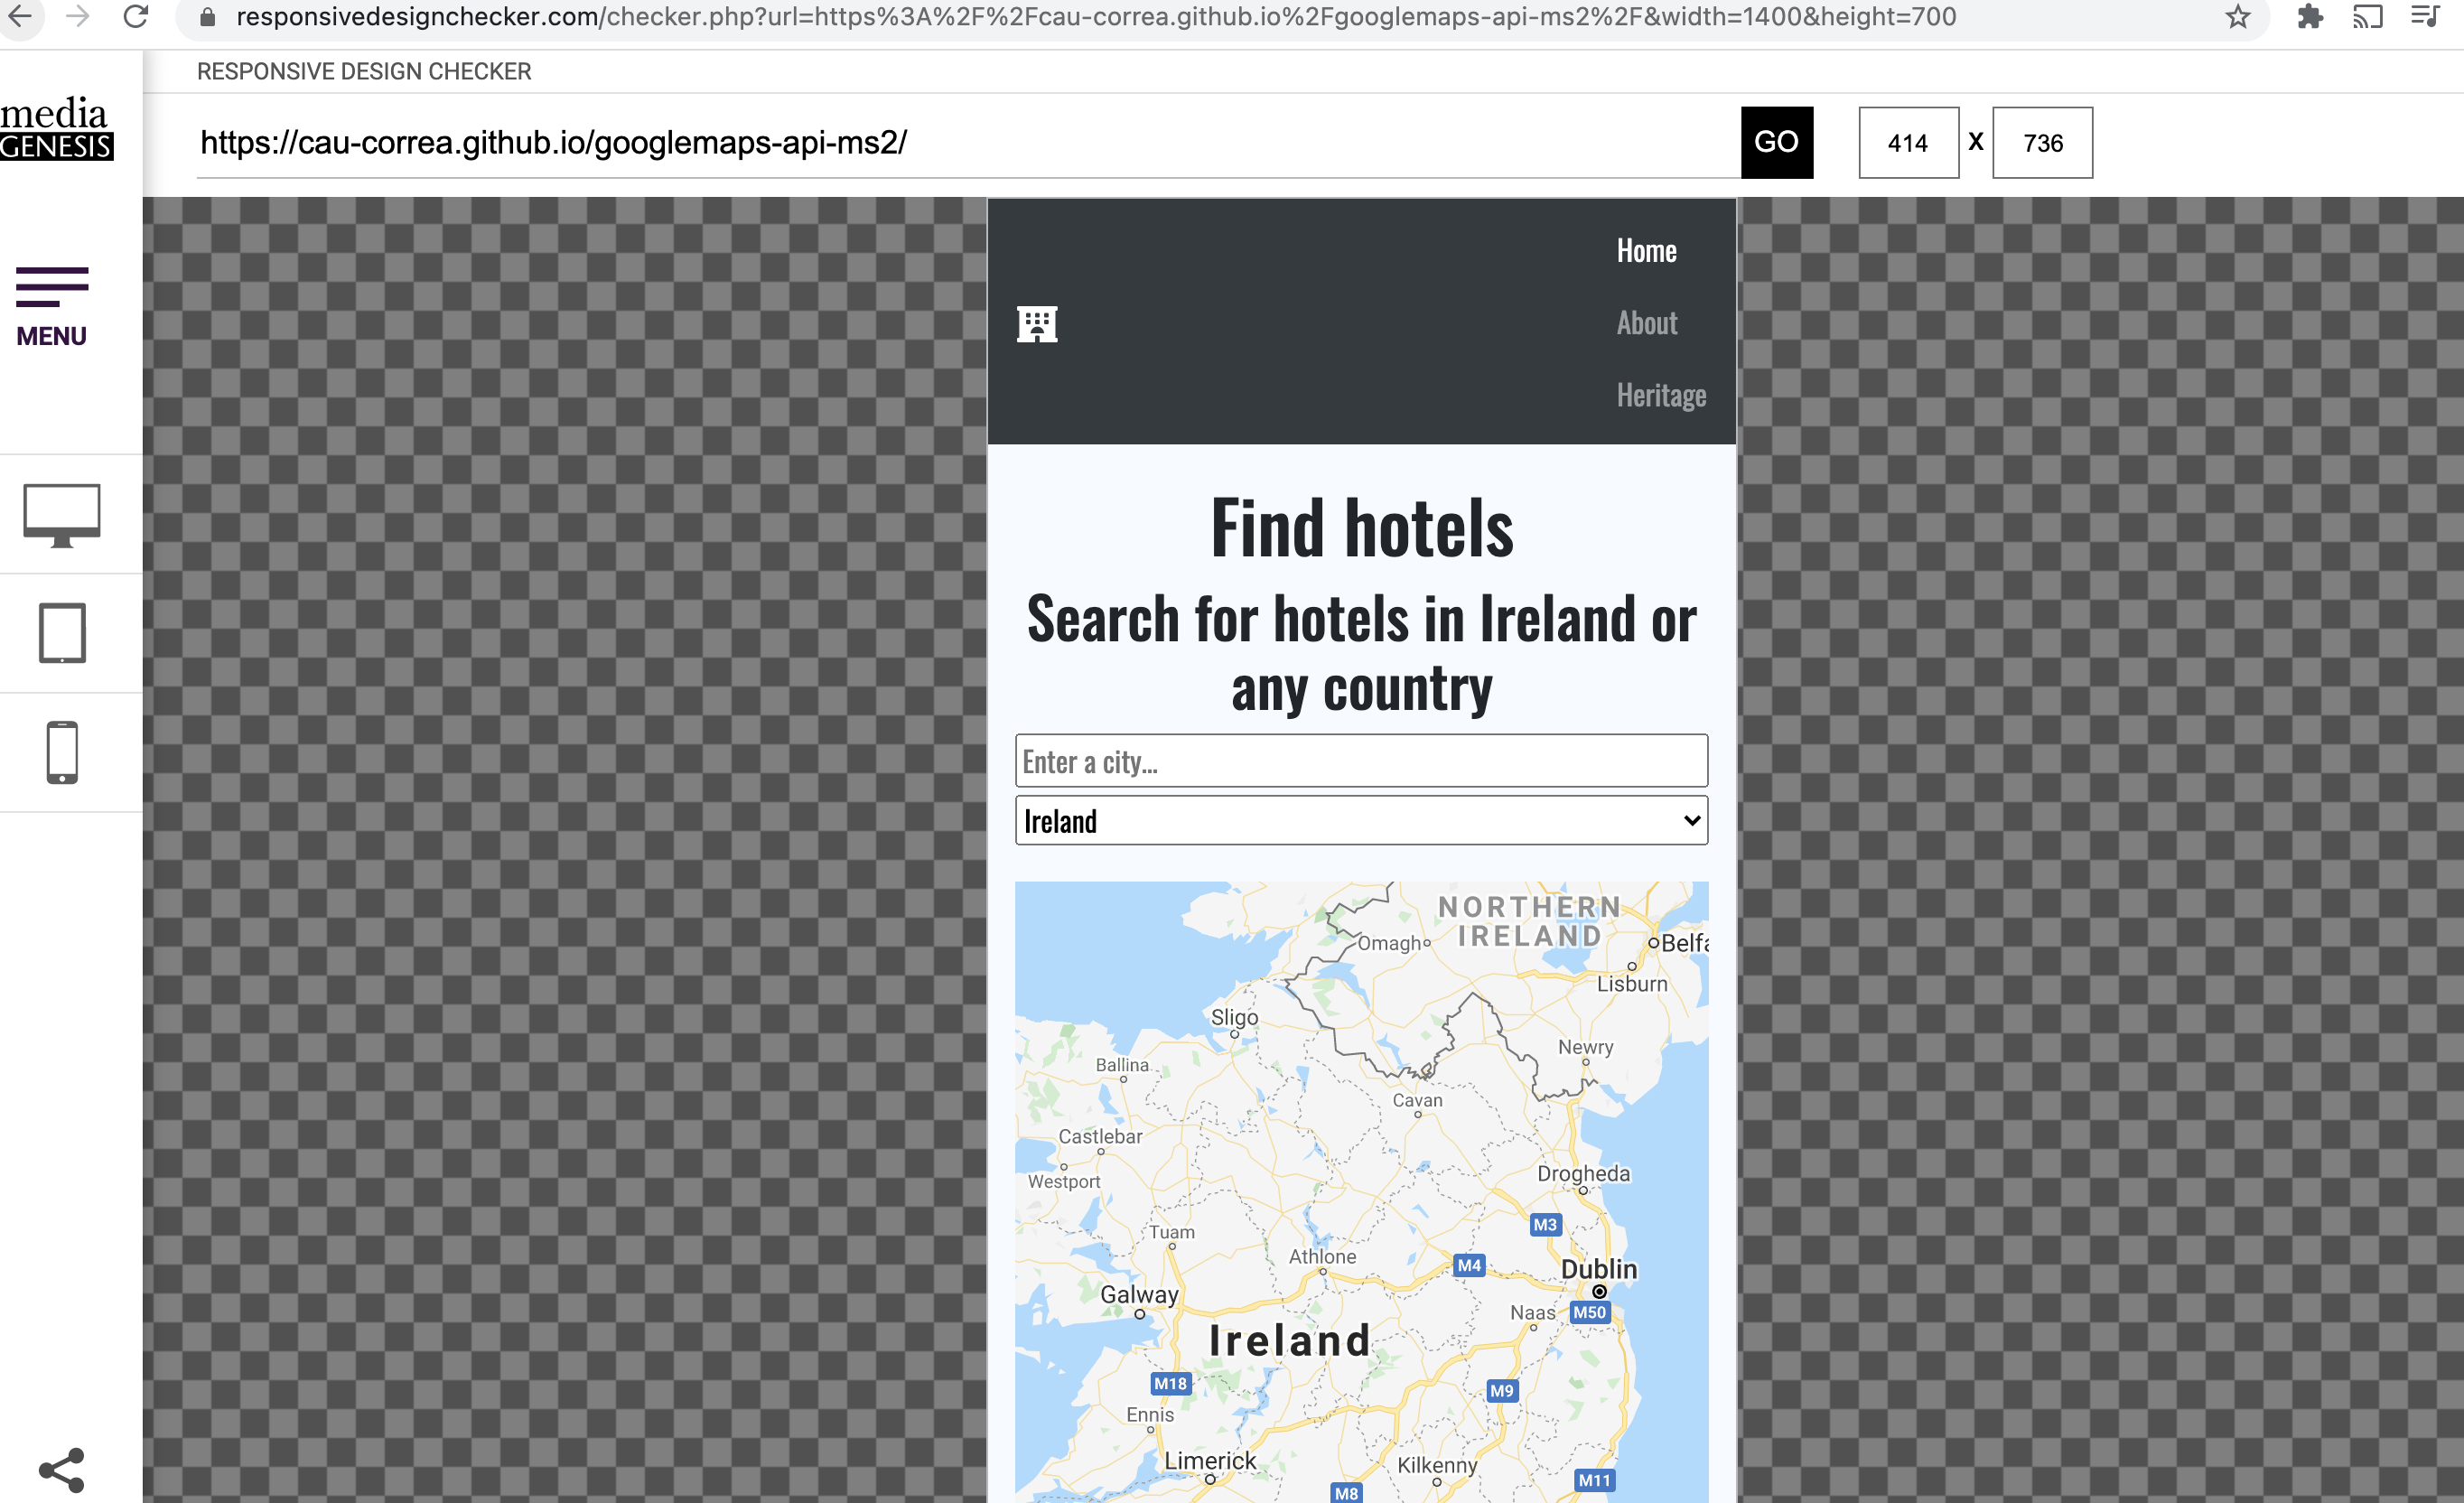 responsivedesignchecker.com/checker.php?url=https%3A%2F%2Fcau-correa.github.io%2Fgooglemaps-api-ms2%2F&width=1400&height=700
RESPONSIVE DESIGN CHECKER
media
GENESIS
https://cau-correa.github.io/googlemaps-api-ms2/
GO
414 X 736
MENU
Home
About
Heritage
Find hotels
Search for hotels in Ireland or
any country
Enter a city...
Ireland
NORTHERN
IRELAND
Omagh
Belfa
Lisburn
Sligo
Newry
Ballina
Cavan
Castlebar
Westport
Drogheda
M3
Tuam
Athlone
M4
Dublin
Galway
Naas
M50
Ireland
M18
M9
Ennis
Limerick
Kilkenny
M11
M8